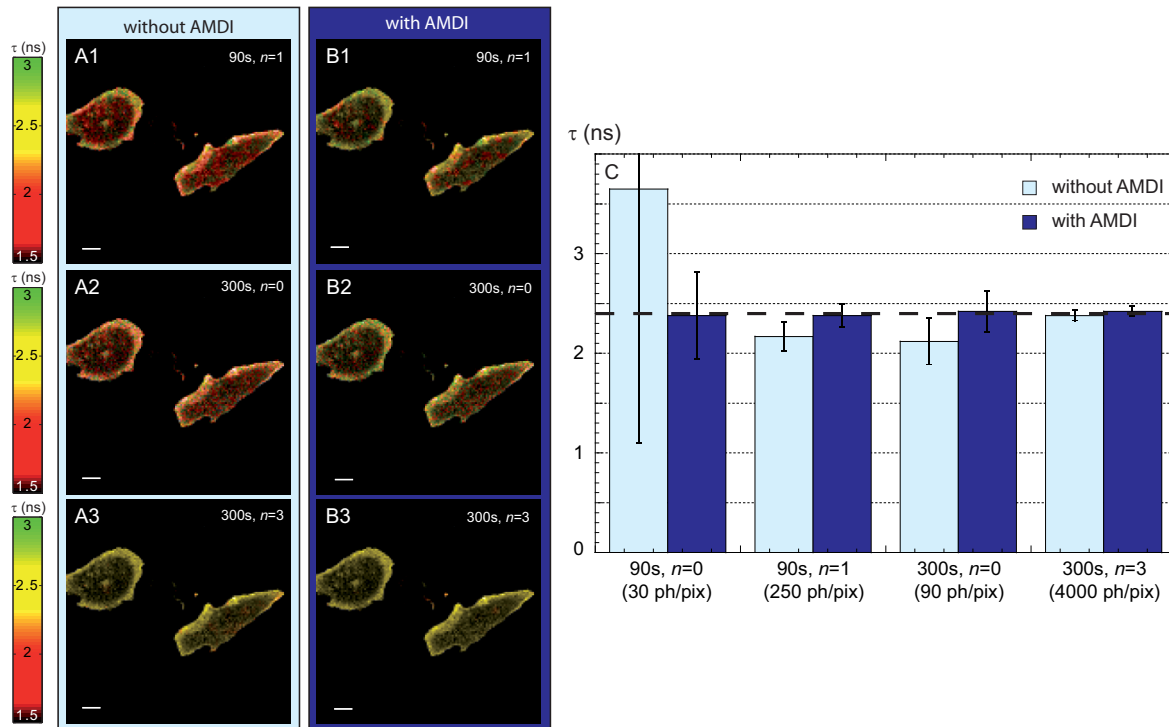 without AMDI
with AMDI
τ (ns)
3
2.5
2
1.5
A1
90s, n=1
B1
90s, n=1
τ (ns)
3
2.5
2
1.5
A2
300s, n=0
B2
300s, n=0
τ (ns)
3
2.5
2
1.5
A3
300s, n=3
B3
300s, n=3
τ (ns)
C
without AMDI
with AMDI
3
2
1
0
90s, n=0
(30 ph/pix)
90s, n=1
(250 ph/pix)
300s, n=0
(90 ph/pix)
300s, n=3
(4000 ph/pix)